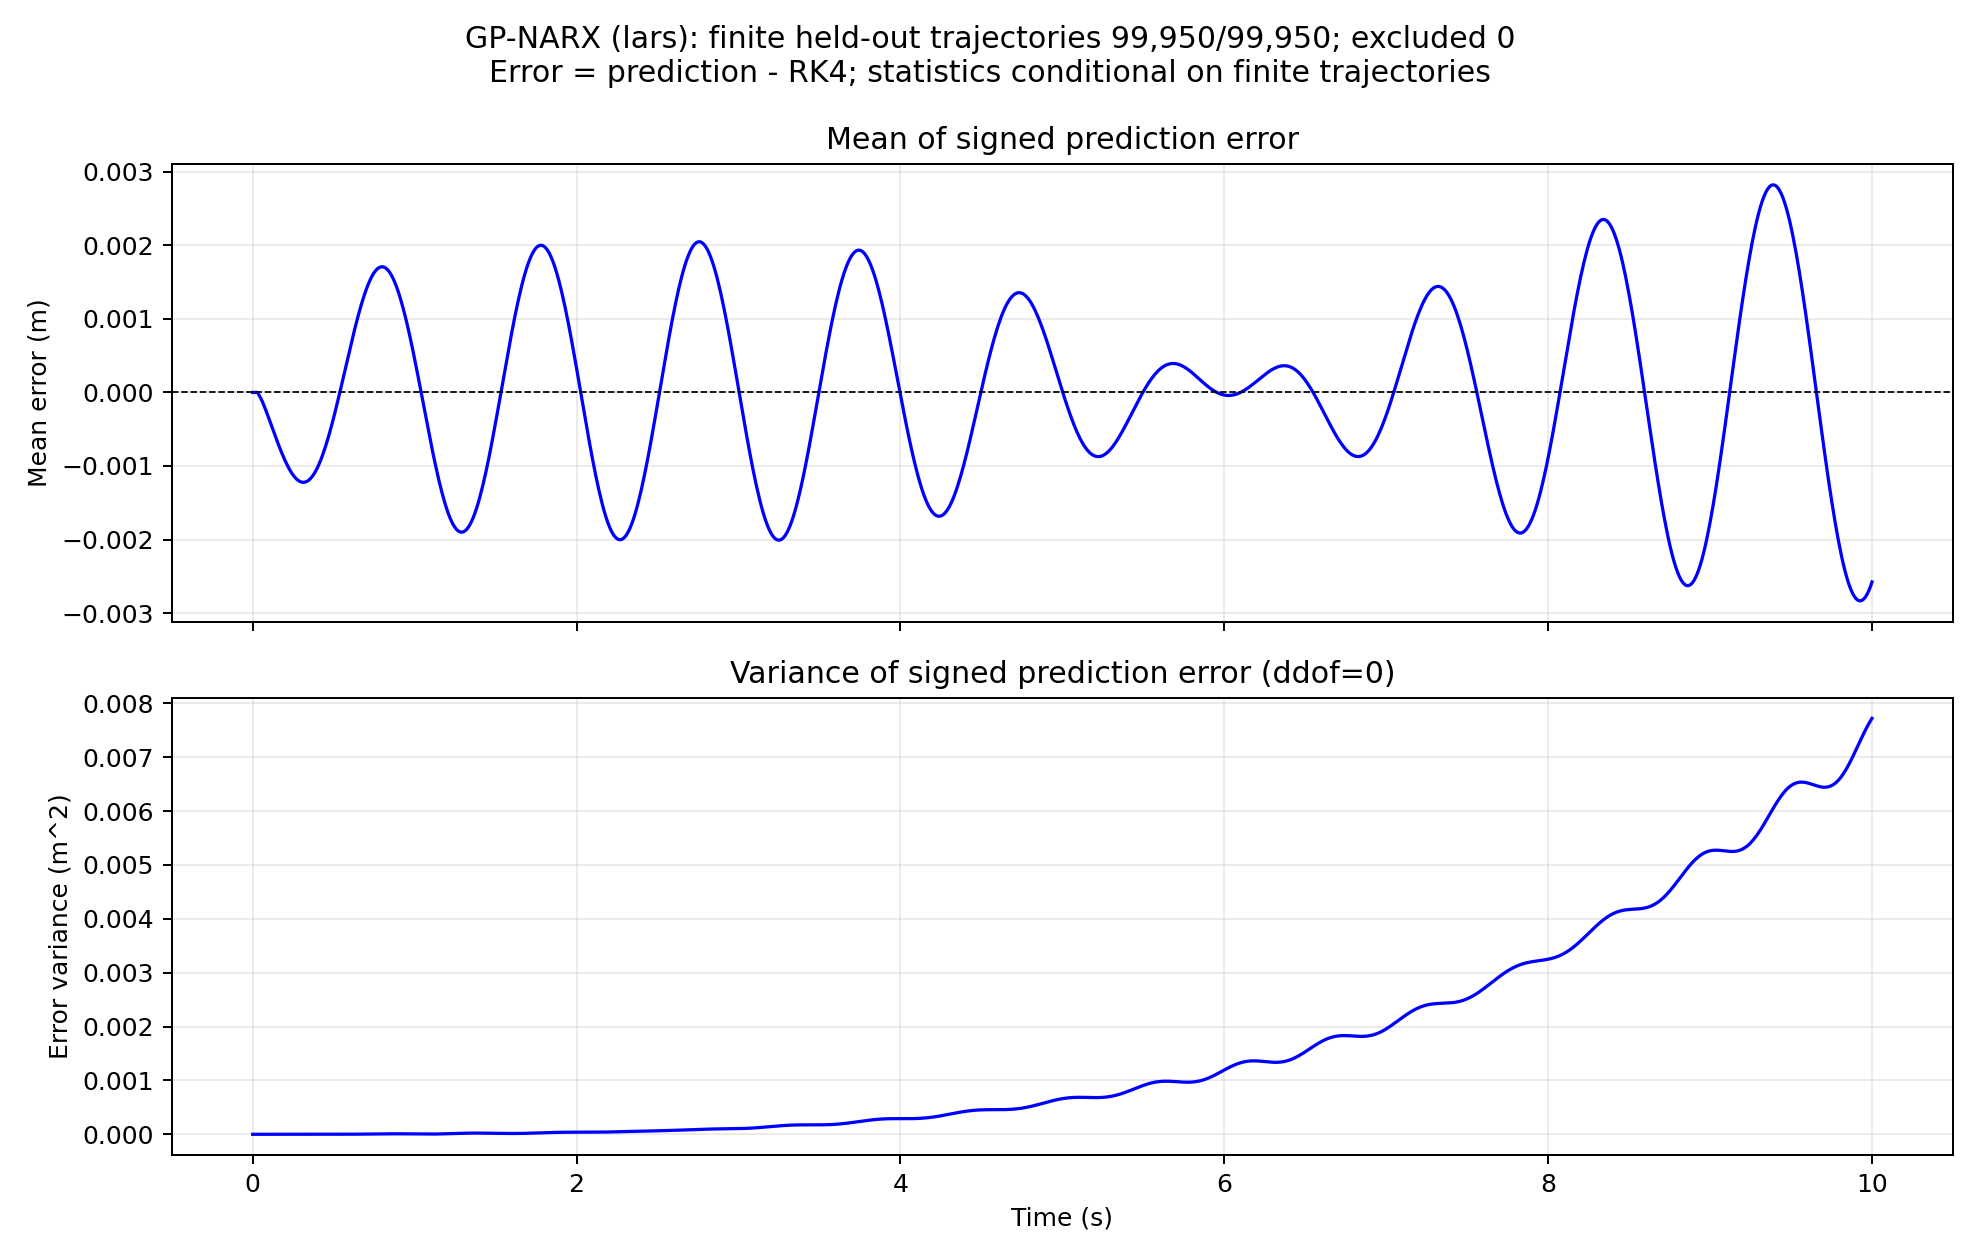 GP-NARX (lars): finite held-out trajectories 99,950/99,950; excluded 0
Error = prediction - RK4; statistics conditional on finite trajectories
Mean of signed prediction error
Mean error (m)
0.003
0.002
0.001
0.000
−0.001
−0.002
−0.003
Variance of signed prediction error (ddof=0)
Error variance (m^2)
0.008
0.007
0.006
0.005
0.004
0.003
0.002
0.001
0.000
0 2 4 6 8 10
Time (s)